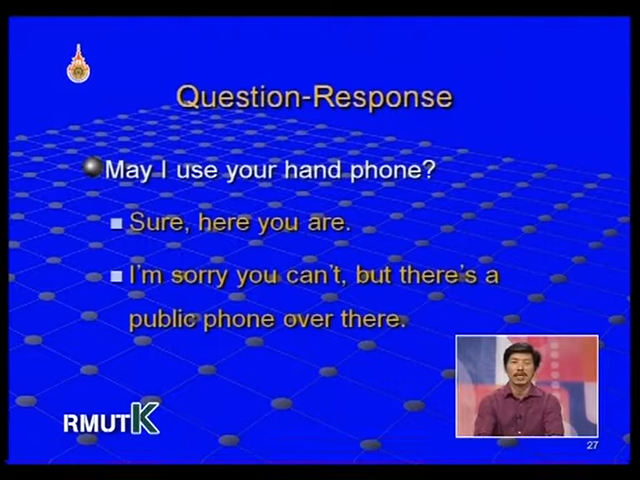 Question-Response
May I use your hand phone?
Sure, here you are.
I'm sorry you can't, but there's a
public phone over there.
RMUTK
27